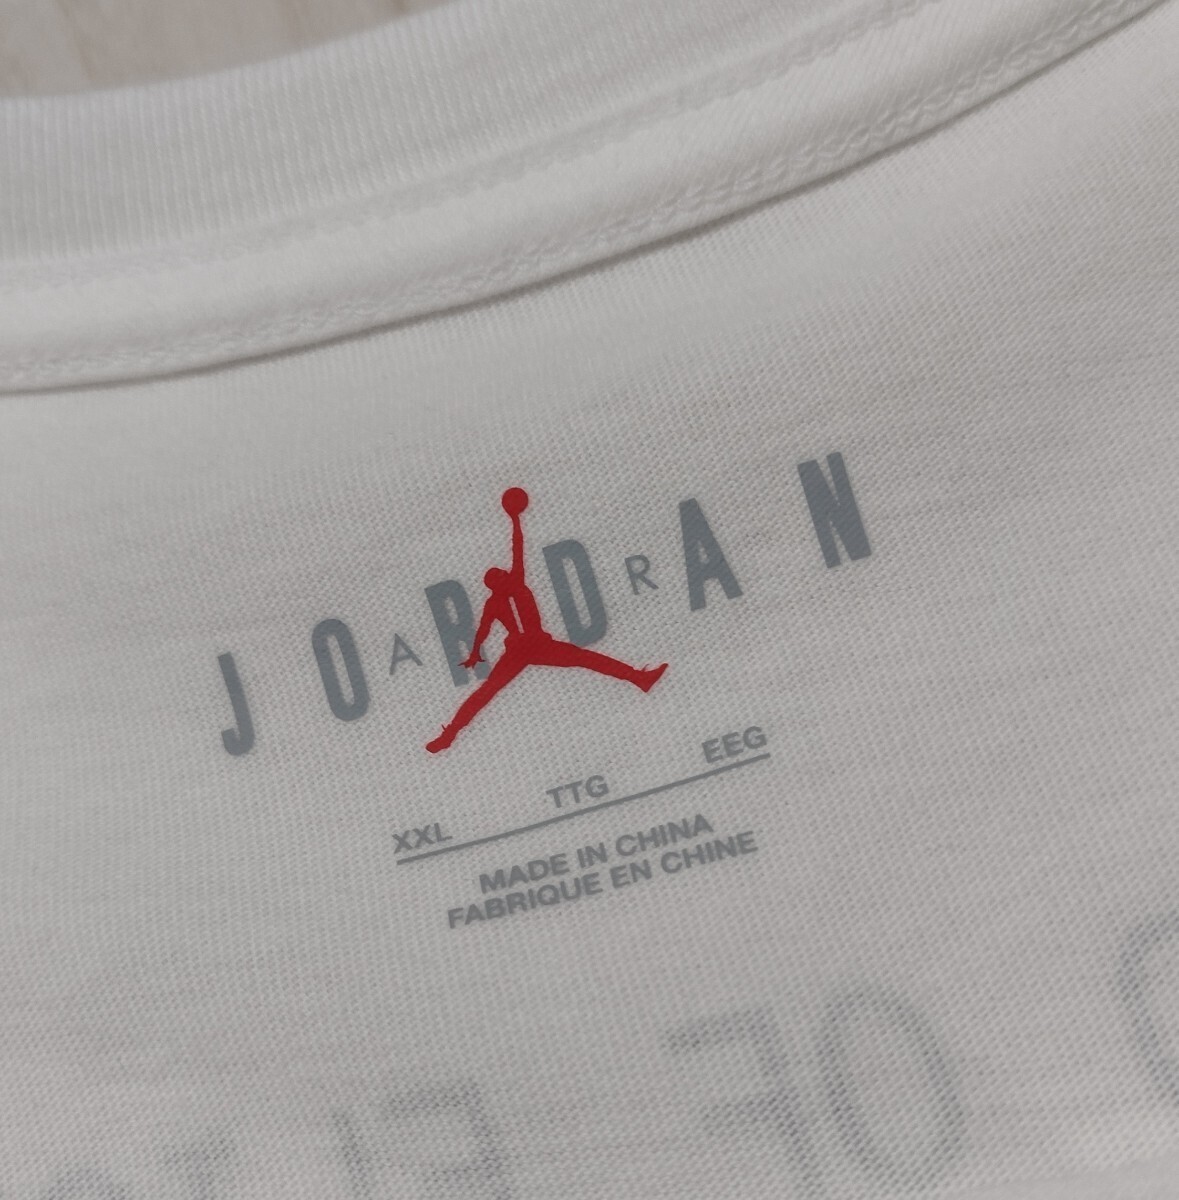 JORDAN
AIR
XXL TTG EEG
MADE IN CHINA
FABRIQUE EN CHINE